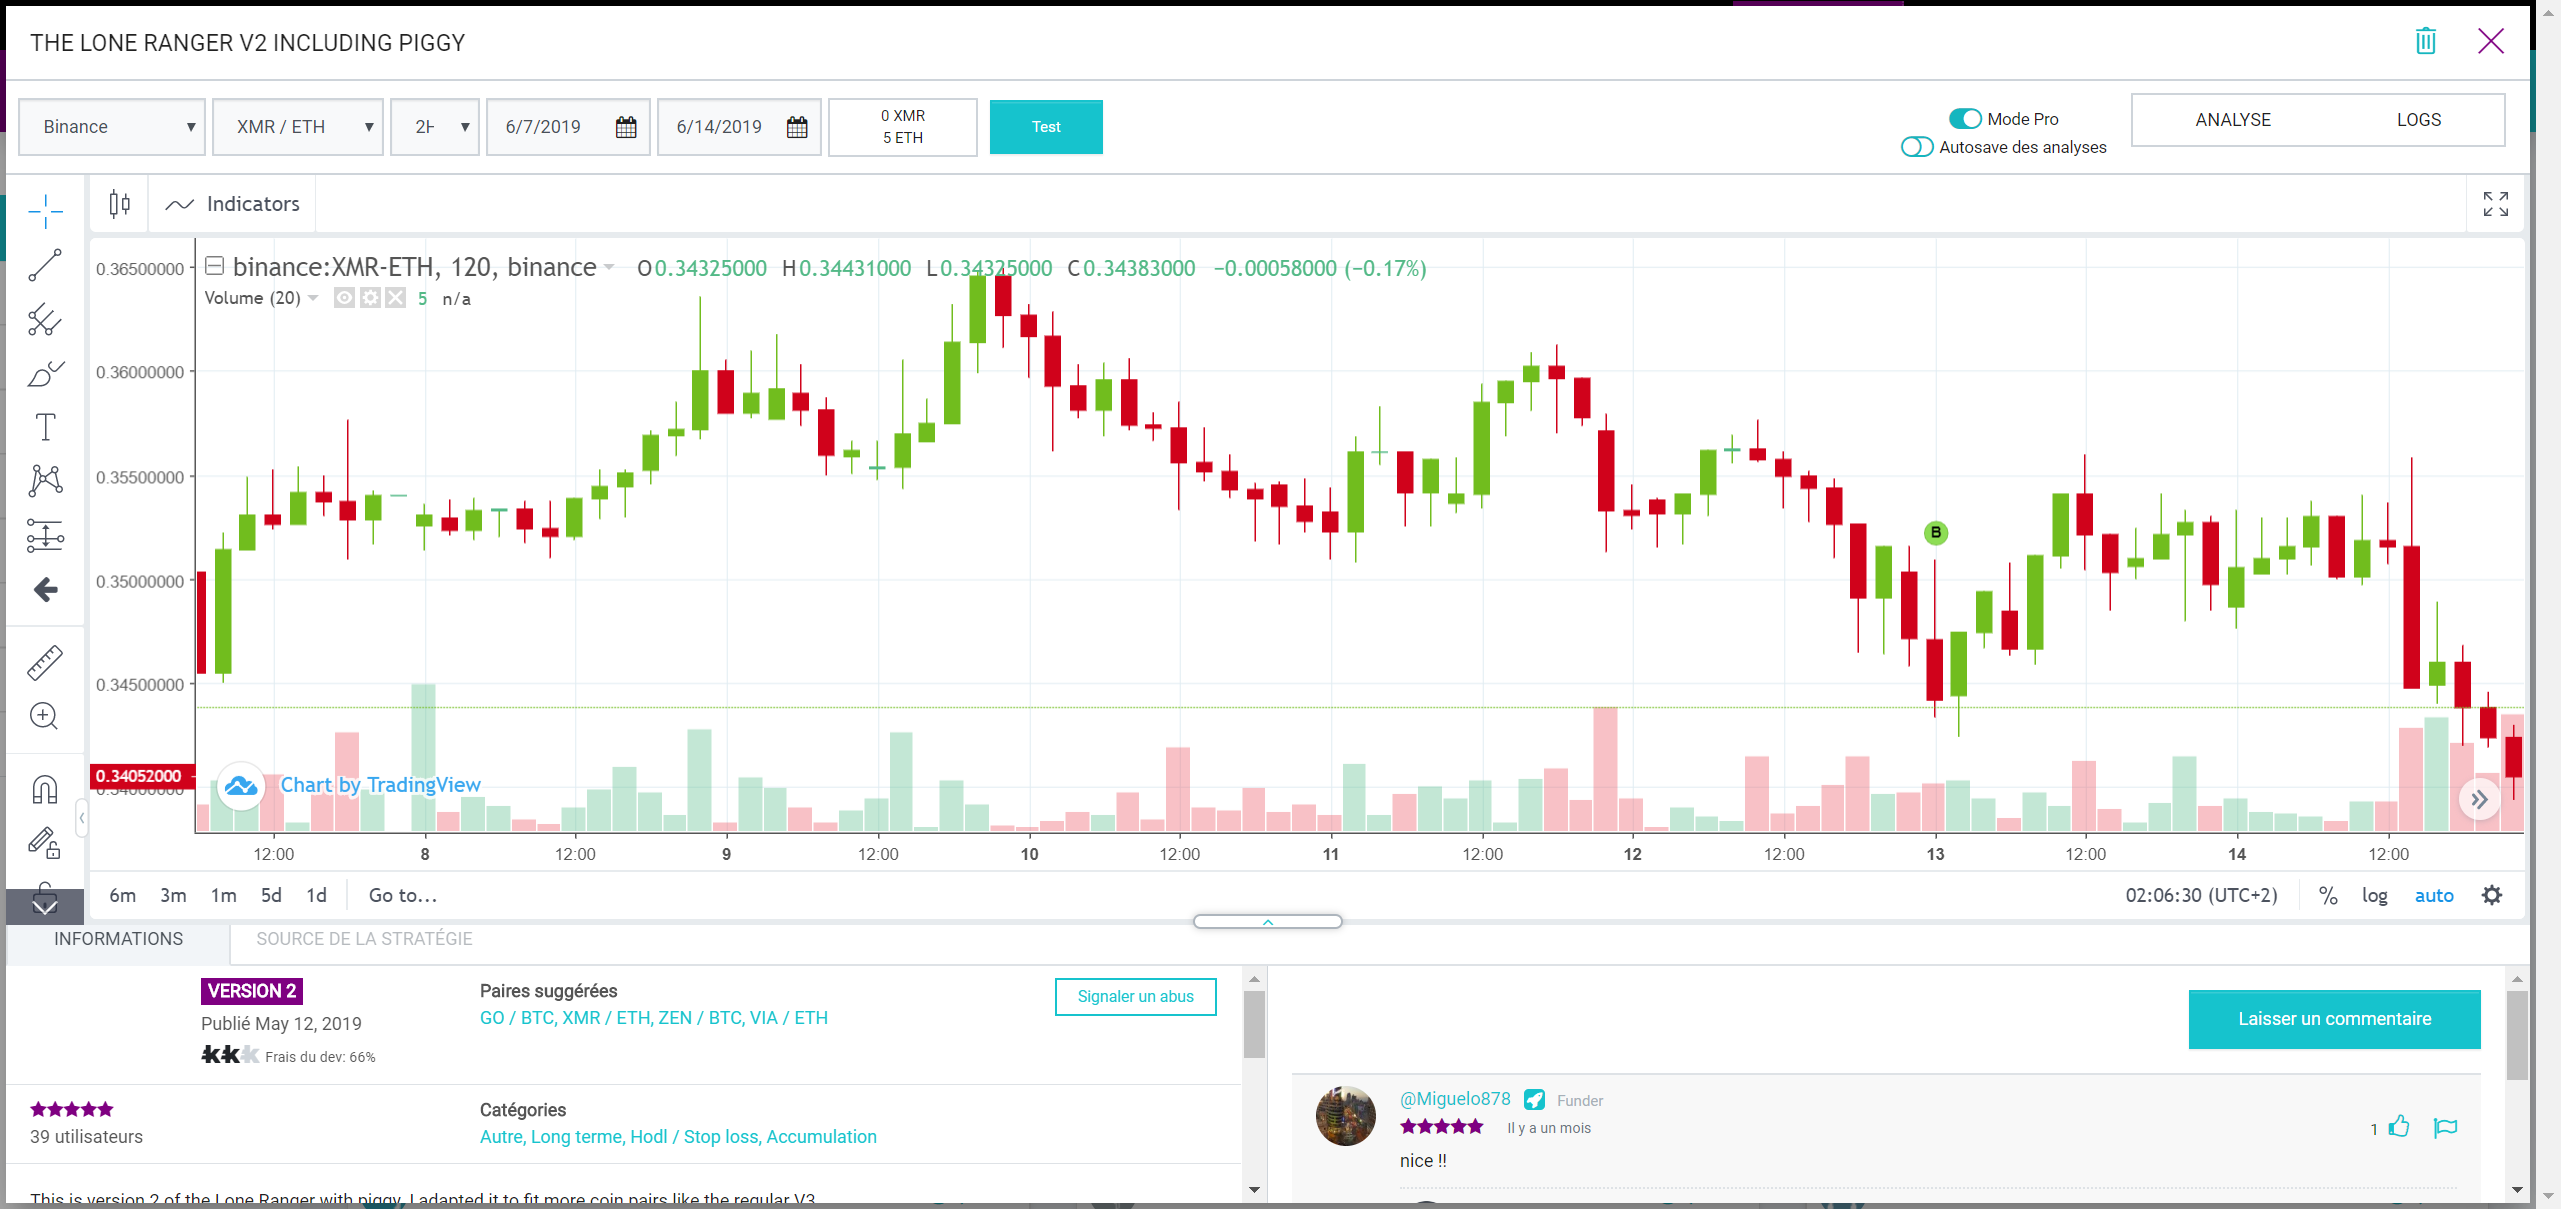 THE LONE RANGER V2 INCLUDING PIGGY
Binance
XMR / ETH
6/7/2019
6/14/2019
0 XMR
5 ETH
Test
Mode Pro
Autosave des analyses
ANALYSE
LOGS
Indicators
binance:XMR-ETH, 120, binance O0.34325000 H0.34431000 L0.34325000 C0.34383000 −0.00058000 (−0.17%)
Volume (20) 5 n/a
0.36500000
0.36000000
0.35500000
0.35000000
0.34500000
0.34052000
0.34000000
B
Chart by TradingView
12:00 8 12:00 9 12:00 10 12:00 11 12:00 12 12:00 13 12:00 14 12:00
6m 3m 1m 5d 1d Go to...
02:06:30 (UTC+2) % log auto
INFORMATIONS
SOURCE DE LA STRATÉGIE
VERSION 2
Publié May 12, 2019
Frais du dev: 66%
Paires suggérées
GO / BTC, XMR / ETH, ZEN / BTC, VIA / ETH
Signaler un abus
39 utilisateurs
Catégories
Autre, Long terme, Hodl / Stop loss, Accumulation
This is version 2 of the Lone Ranger with piggy. I adapted it to fit more coin pairs like the regular V3
Laisser un commentaire
@Miguelo878 Funder
Il y a un mois
1
nice !!